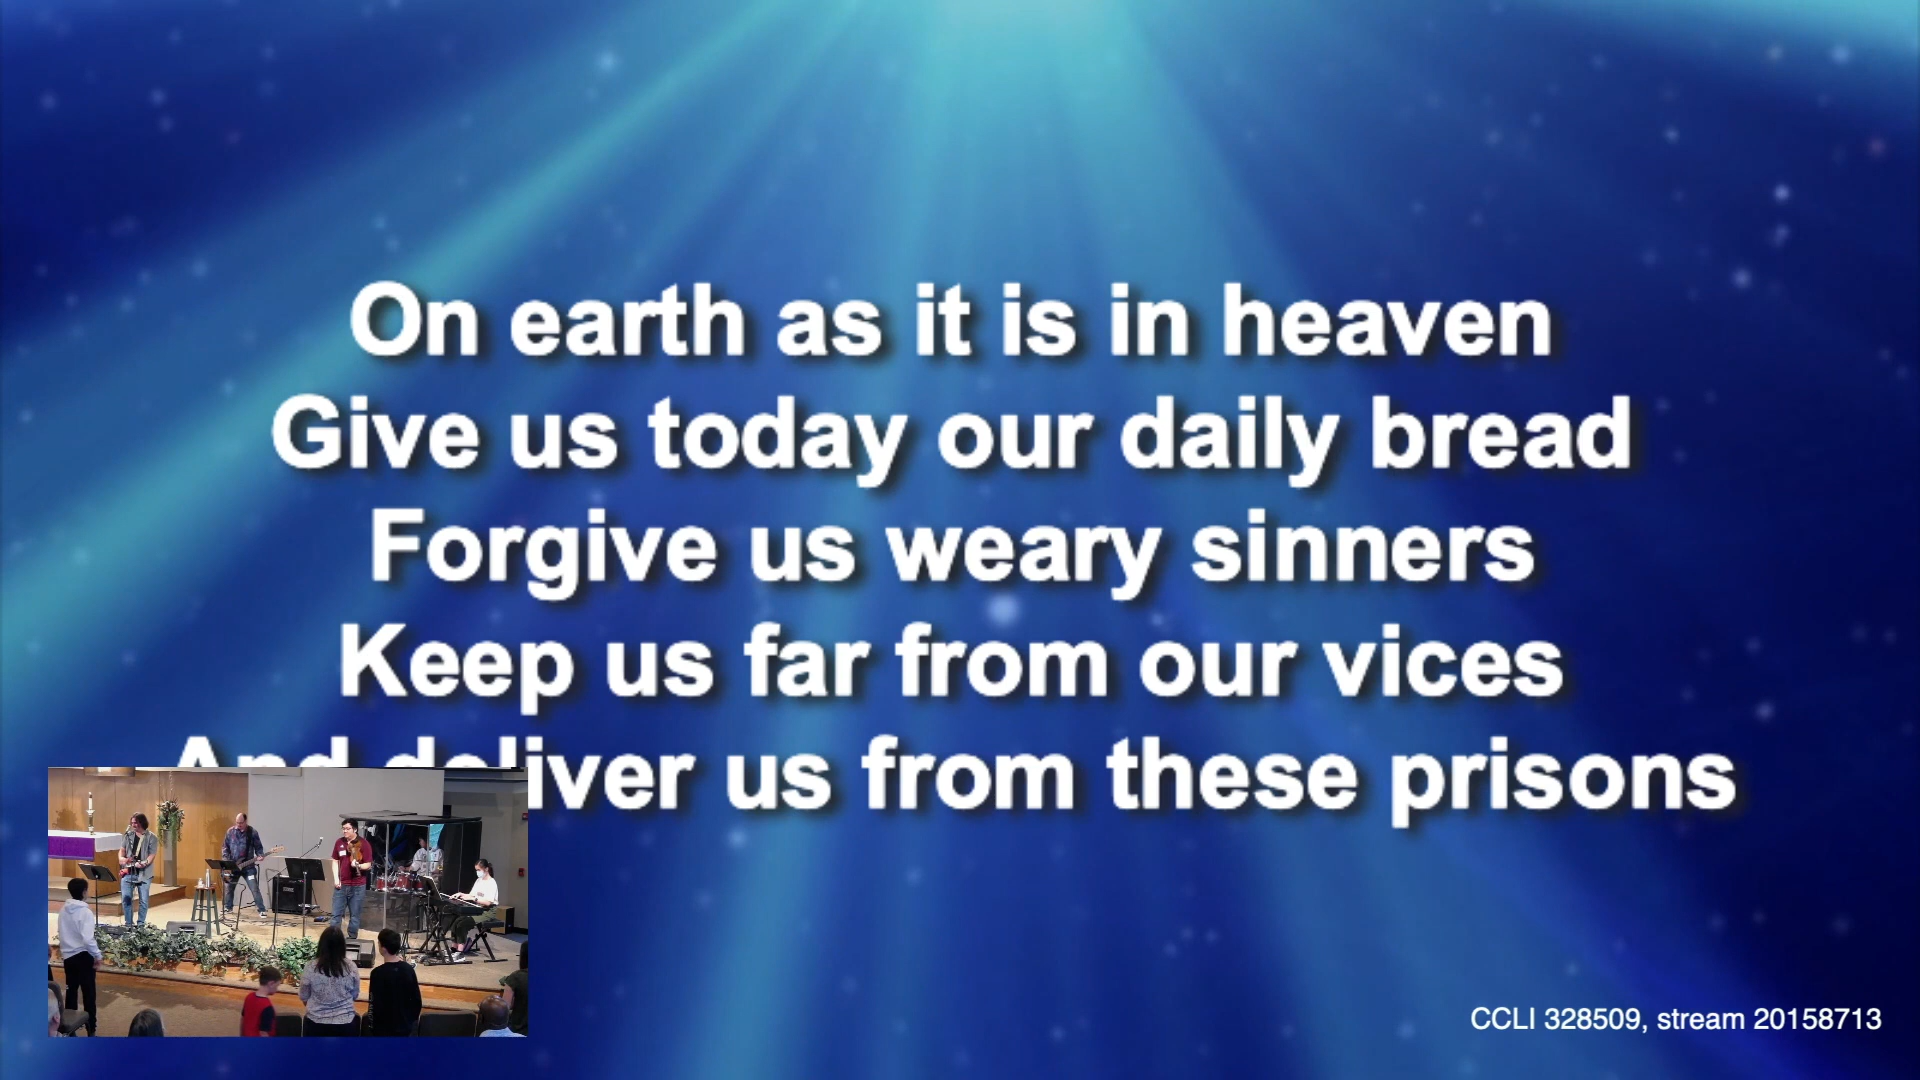 On earth as it is in heaven
Give us today our daily bread
Forgive us weary sinners
Keep us far from our vices
And deliver us from these prisons
CCLI 328509, stream 20158713